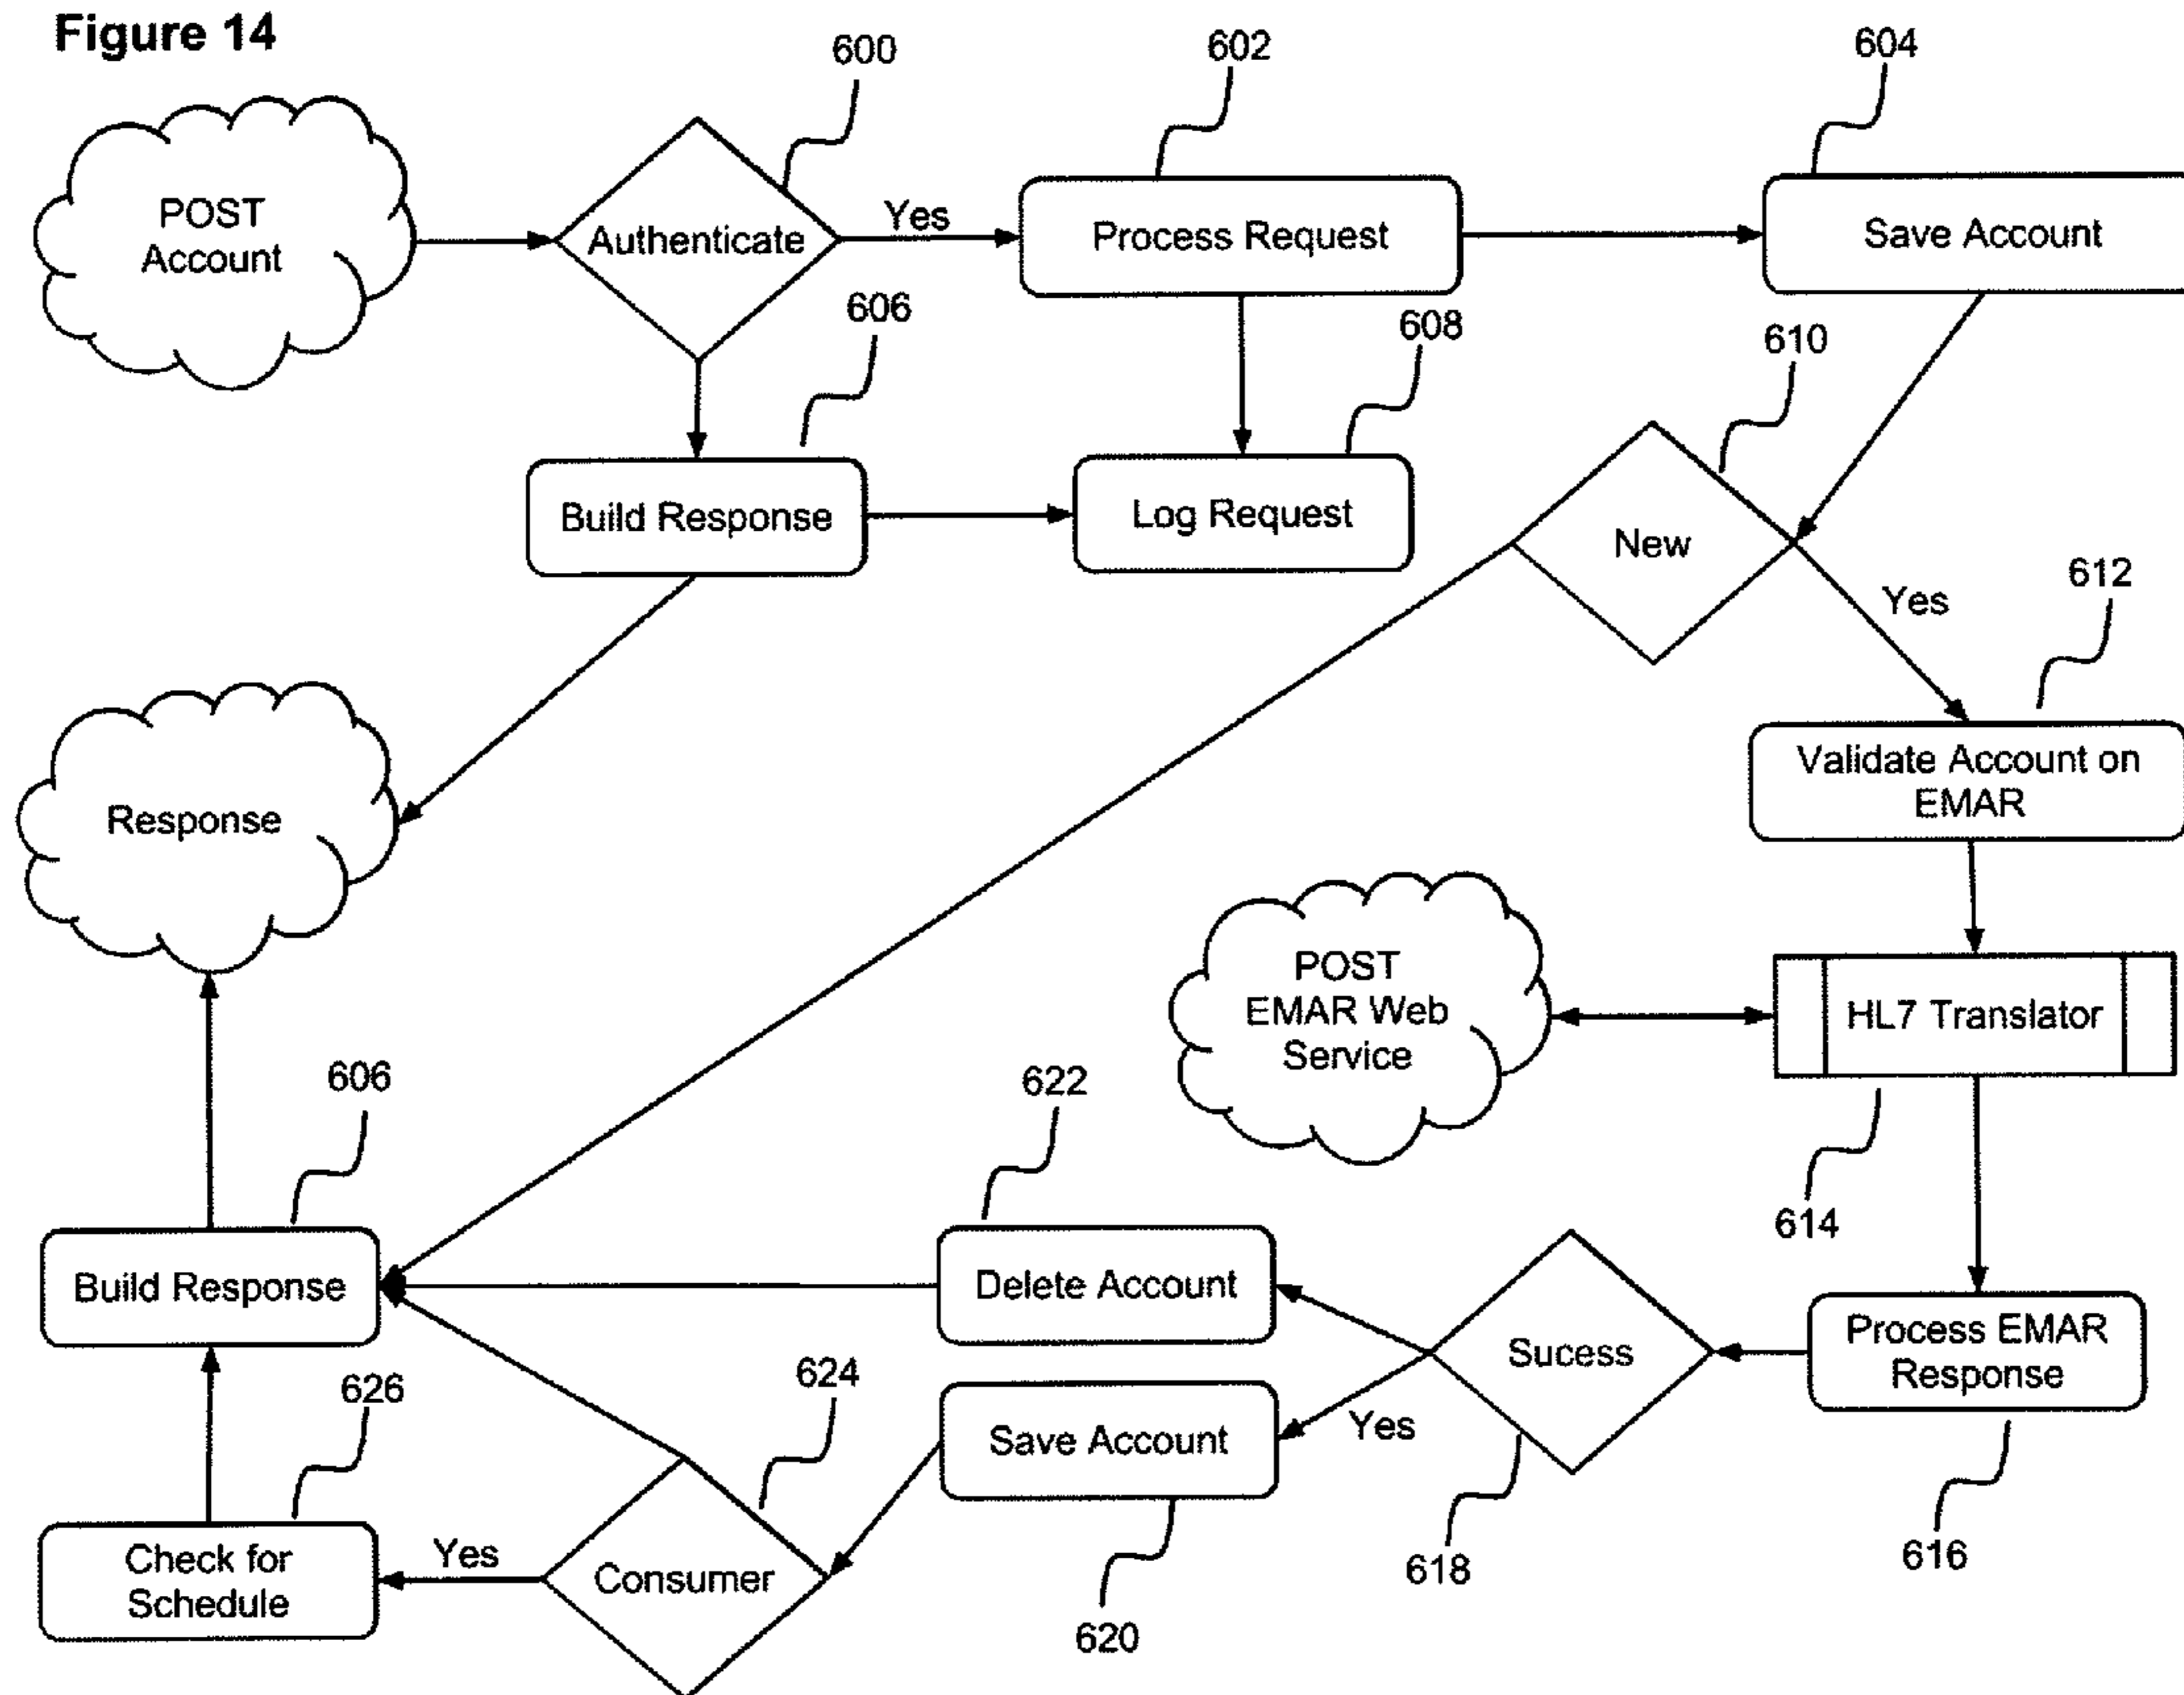 Figure 14
600
602
604
POST
Account
Authenticate
Yes
Process Request
Save Account
606
608
610
Build Response
Log Request
New
Yes
612
Validate Account on
EMAR
Response
POST
EMAR Web
Service
HL7 Translator
614
606
622
Build Response
Delete Account
Sucess
Process EMAR
Response
626
624
Save Account
Yes
618
616
Check for
Schedule
Yes
Consumer
620